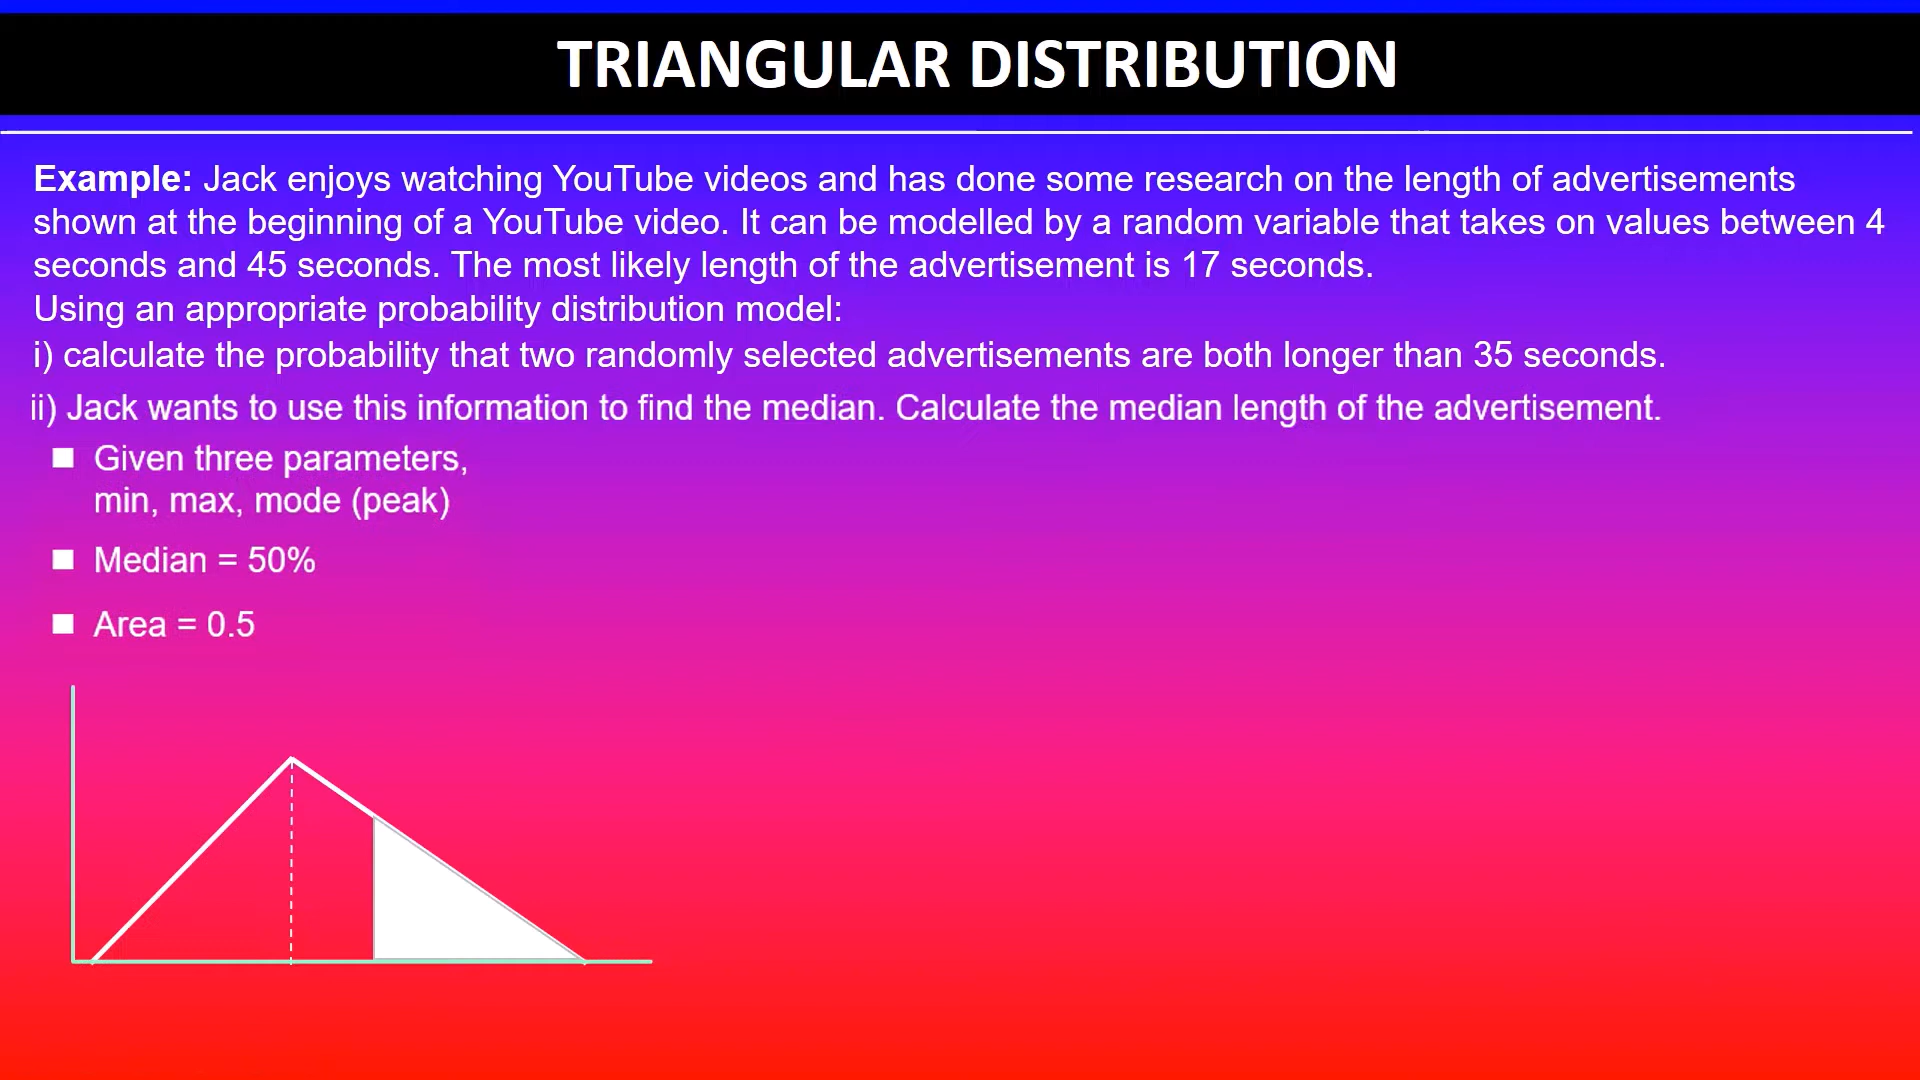 TRIANGULAR DISTRIBUTION
Example: Jack enjoys watching YouTube videos and has done some research on the length of advertisements
shown at the beginning of a YouTube video. It can be modelled by a random variable that takes on values between 4
seconds and 45 seconds. The most likely length of the advertisement is 17 seconds.
Using an appropriate probability distribution model:
i) calculate the probability that two randomly selected advertisements are both longer than 35 seconds.
ii) Jack wants to use this information to find the median. Calculate the median length of the advertisement.
■ Given three parameters,
min, max, mode (peak)
■ Median = 50%
■ Area = 0.5